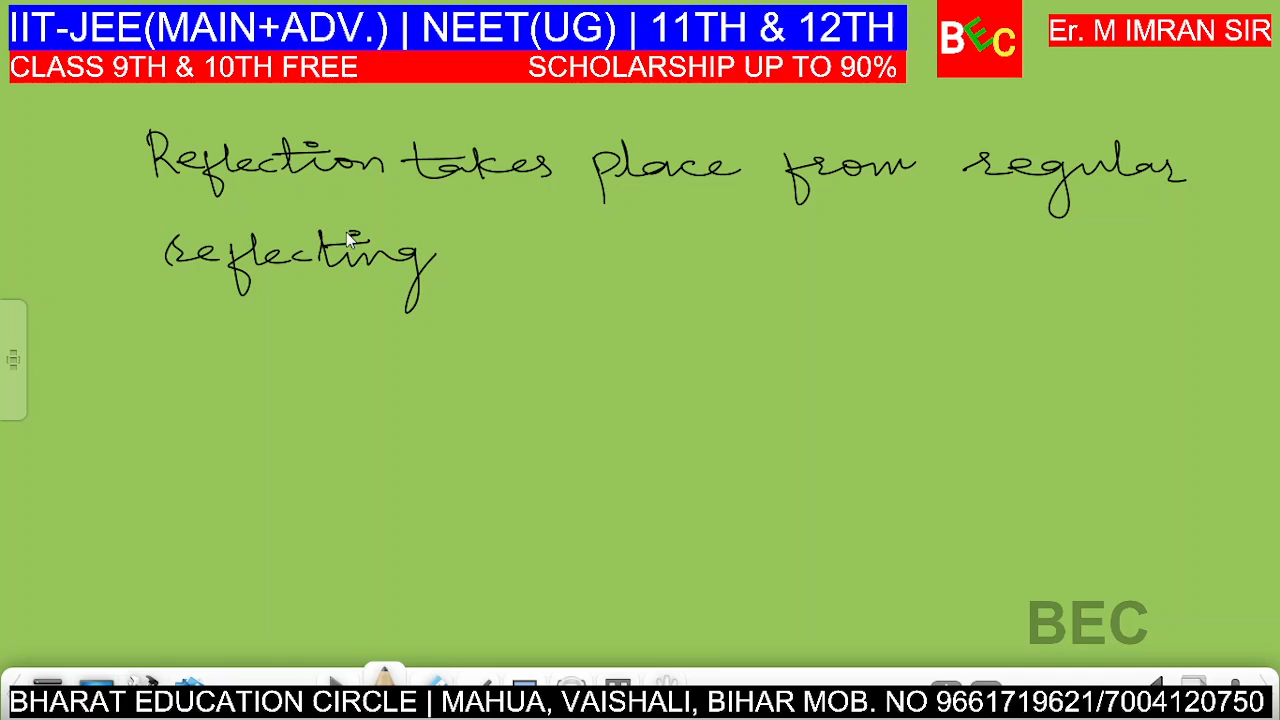 IIT-JEE(MAIN+ADV.) | NEET(UG) | 11TH & 12TH
CLASS 9TH & 10TH FREE SCHOLARSHIP UP TO 90%
BEC
Er. M IMRAN SIR
Reflection takes place from regular
reflecting
BEC
BHARAT EDUCATION CIRCLE | MAHUA, VAISHALI, BIHAR MOB. NO 9661719621/7004120750